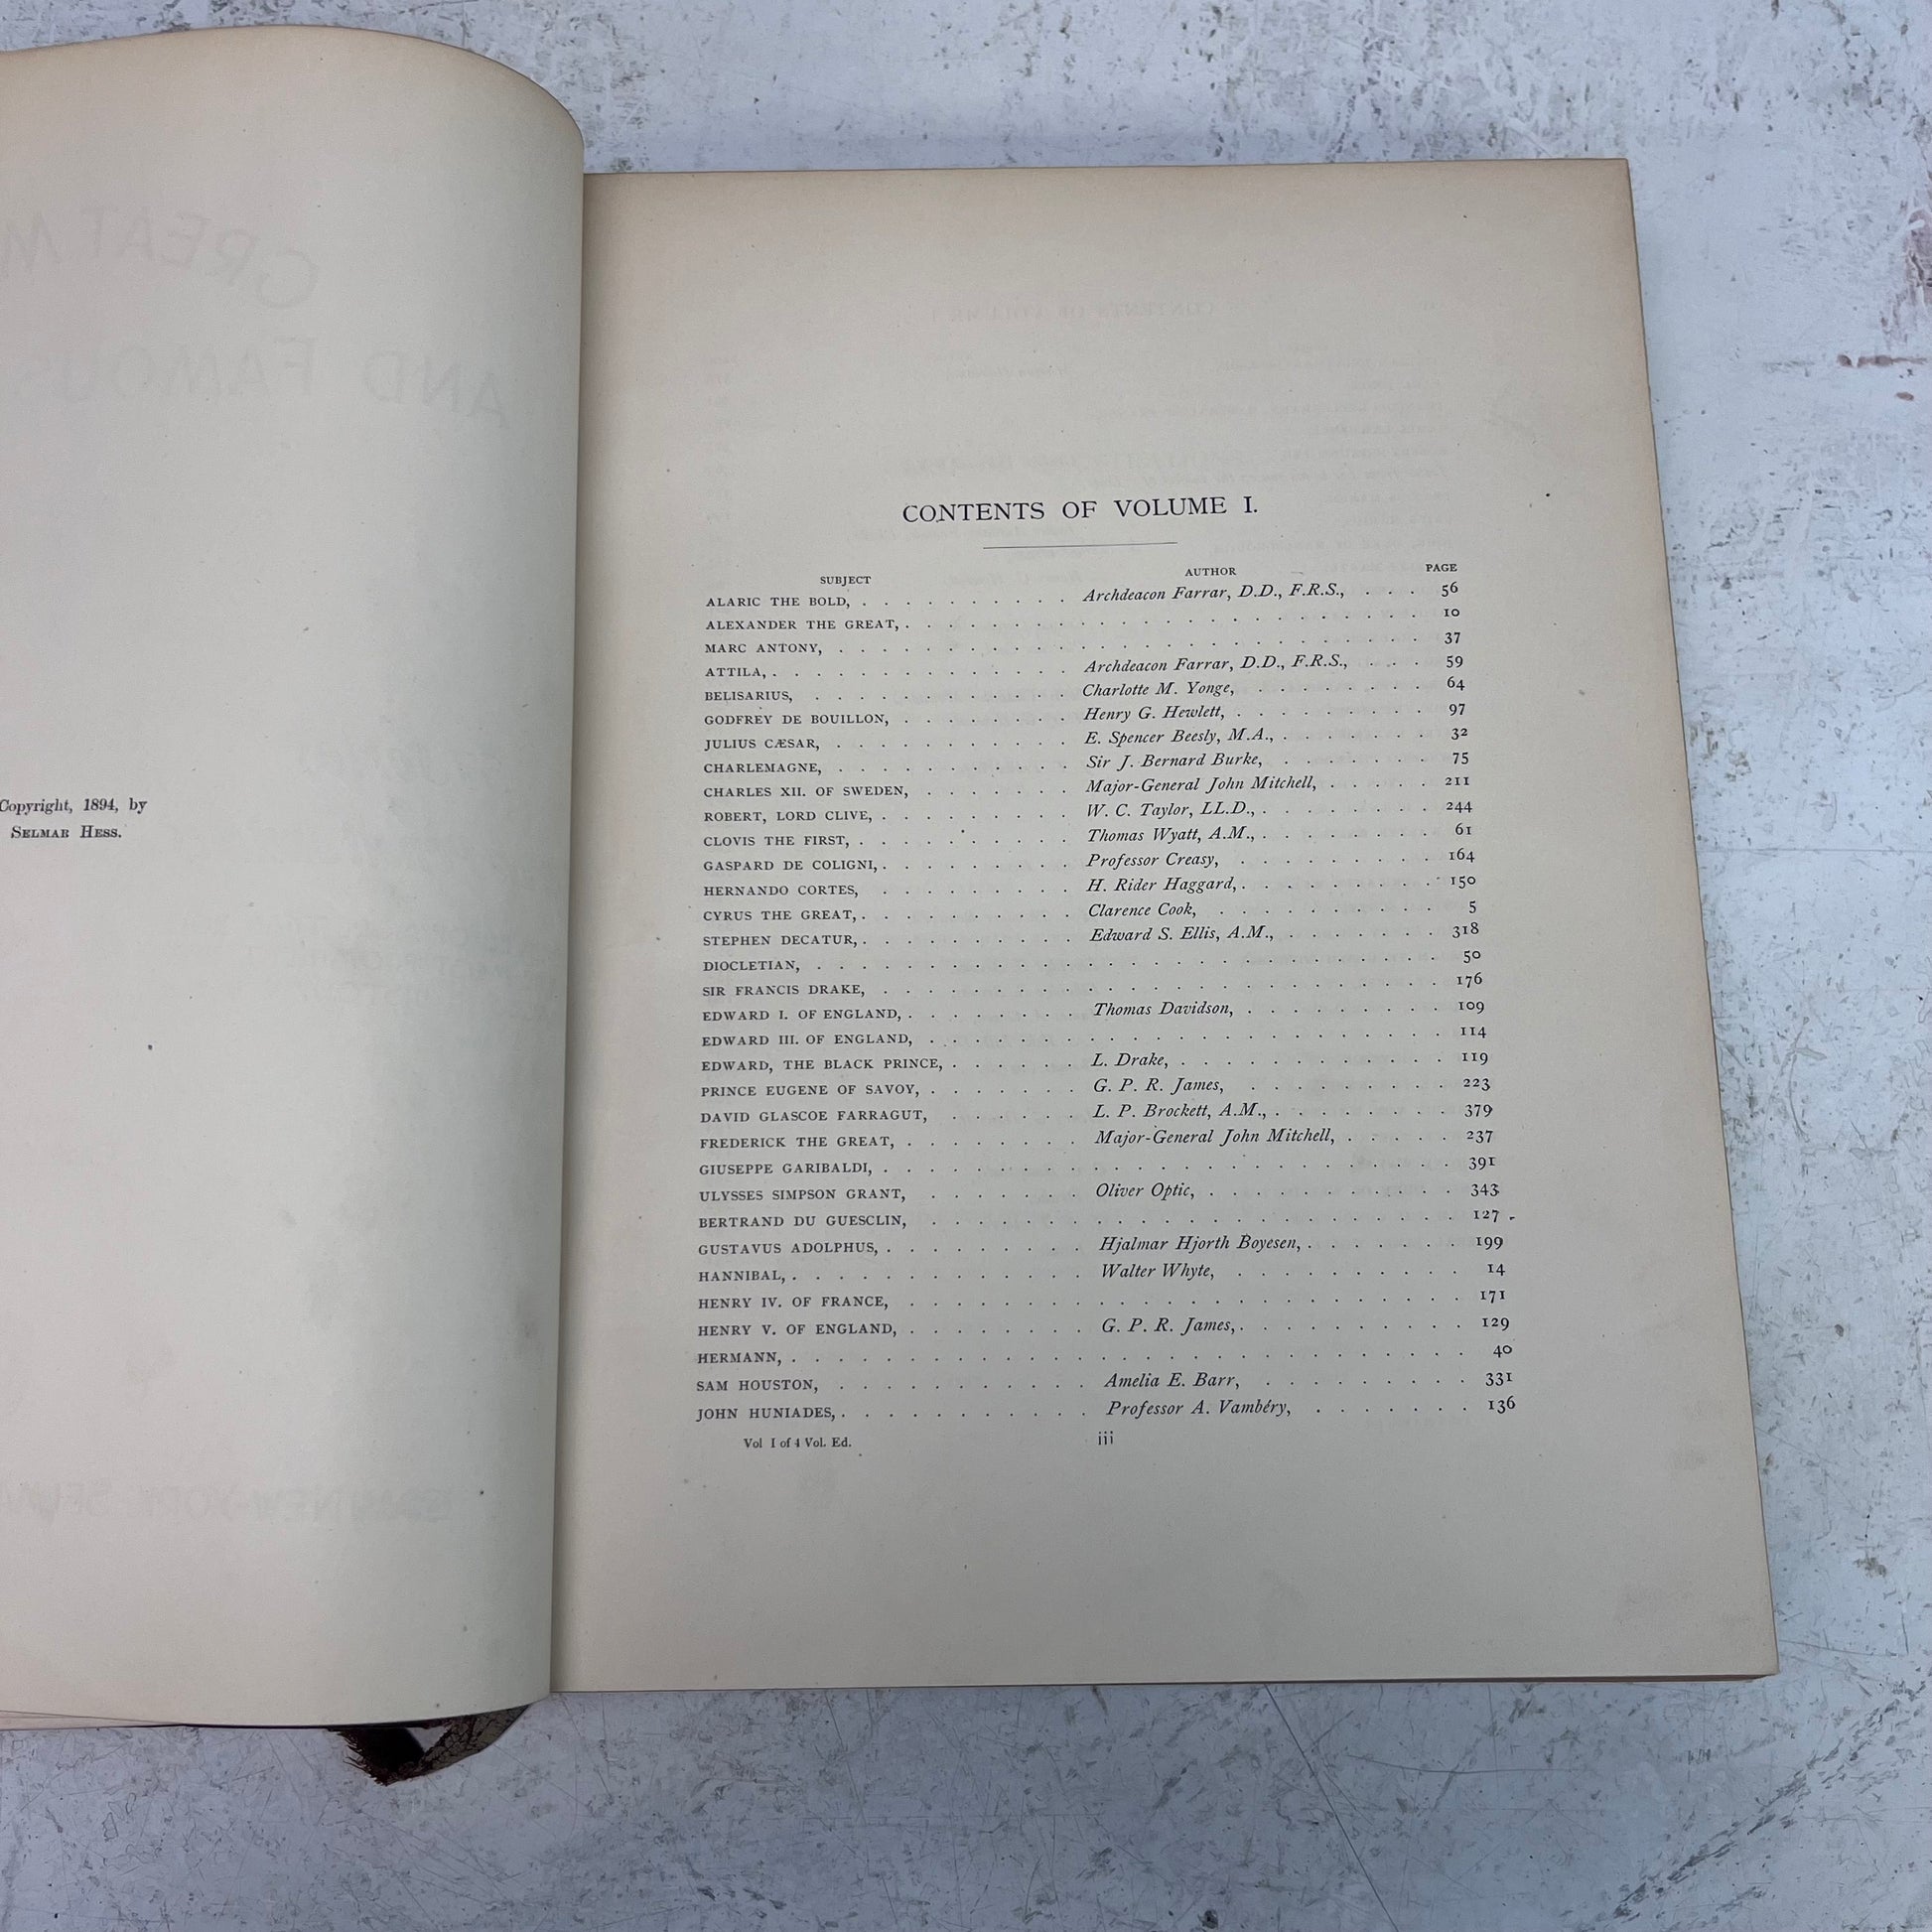 Copyright, 1894, by
SELMAR HESS.
CONTENTS OF VOLUME I.
SUBJECT AUTHOR PAGE
ALARIC THE BOLD, . . . . . . . . . . Archdeacon Farrar, D.D., F.R.S., . . . 56
ALEXANDER THE GREAT, . . . . . . . . . . 10
MARC ANTONY, . . . . . . . . . . 37
ATTILA, . . . . . . . . . . Archdeacon Farrar, D.D., F.R.S., . . . 59
BELISARIUS, . . . . . . . . . . Charlotte M. Yonge, . . . . . . . . 64
GODFREY DE BOUILLON, . . . . . . . . Henry G. Hewlett, . . . . . . . . . 97
JULIUS CÆSAR, . . . . . . . . . . E. Spencer Beesly, M.A., . . . . . . . 32
CHARLEMAGNE, . . . . . . . . . . Sir J. Bernard Burke, . . . . . . . 75
CHARLES XII. OF SWEDEN, . . . . . . . Major-General John Mitchell, . . . . . 211
ROBERT, LORD CLIVE, . . . . . . . . . W. C. Taylor, LL.D., . . . . . . . . 244
CLOVIS THE FIRST, . . . . . . . . . . Thomas Wyatt, A.M., . . . . . . . . 61
GASPARD DE COLIGNI, . . . . . . . . . Professor Creasy, . . . . . . . . . 164
HERNANDO CORTES, . . . . . . . . . H. Rider Haggard, . . . . . . . . . 150
CYRUS THE GREAT, . . . . . . . . . . Clarence Cook, . . . . . . . . . . 5
STEPHEN DECATUR, . . . . . . . . . . Edward S. Ellis, A.M., . . . . . . . 318
DIOCLETIAN, . . . . . . . . . . 50
SIR FRANCIS DRAKE, . . . . . . . . . . 176
EDWARD I. OF ENGLAND, . . . . . . . . Thomas Davidson, . . . . . . . . . 109
EDWARD III. OF ENGLAND, . . . . . . . . . . 114
EDWARD, THE BLACK PRINCE, . . . . . . L. Drake, . . . . . . . . . . . . 119
PRINCE EUGENE OF SAVOY, . . . . . . . G. P. R. James, . . . . . . . . . 223
DAVID GLASCOE FARRAGUT, . . . . . . L. P. Brockett, A.M., . . . . . . . . 379
FREDERICK THE GREAT, . . . . . . . . Major-General John Mitchell, . . . . . 237
GIUSEPPE GARIBALDI, . . . . . . . . . . 391
ULYSSES SIMPSON GRANT, . . . . . . . Oliver Optic, . . . . . . . . . . . 343
BERTRAND DU GUESCLIN, . . . . . . . . . . 127
GUSTAVUS ADOLPHUS, . . . . . . . . . Hjalmar Hjorth Boyesen, . . . . . . . 199
HANNIBAL, . . . . . . . . . . Walter Whyte, . . . . . . . . . . 14
HENRY IV. OF FRANCE, . . . . . . . . . . 171
HENRY V. OF ENGLAND, . . . . . . . . G. P. R. James, . . . . . . . . . . 129
HERMANN, . . . . . . . . . . 40
SAM HOUSTON, . . . . . . . . . . Amelia E. Barr, . . . . . . . . . 331
JOHN HUNIADES, . . . . . . . . . . Professor A. Vambéry, . . . . . . . 136
Vol I of 4 Vol. Ed. iii